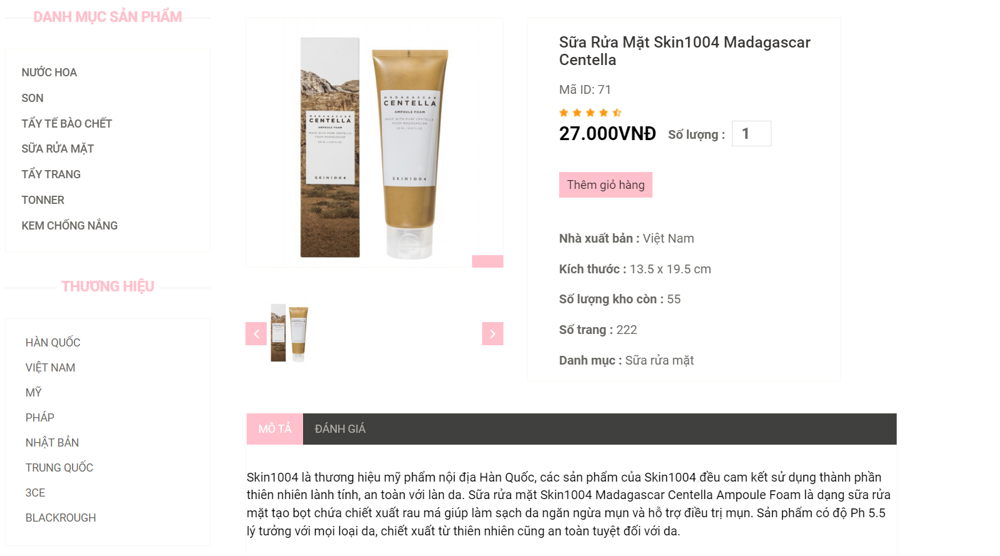 DANH MỤC SẢN PHẨM
NƯỚC HOA
SON
TẨY TẾ BÀO CHẾT
SỮA RỬA MẶT
TẨY TRANG
TONNER
KEM CHỐNG NẮNG
THƯƠNG HIỆU
HÀN QUỐC
VIỆT NAM
MỸ
PHÁP
NHẬT BẢN
TRUNG QUỐC
3CE
BLACKROUGH
MADAGASCAR
CENTELLA
AMPOULE FOAM
MADE WITH PURE CENTELLA
FROM MADAGASCAR
SKIN1004
MADAGASCAR
CENTELLA
AMPOULE FOAM
MADE WITH PURE CENTELLA
FROM MADAGASCAR
SKIN1004
Sữa Rửa Mặt Skin1004 Madagascar
Centella
Mã ID: 71
27.000VNĐ Số lượng : 1
Thêm giỏ hàng
Nhà xuất bản : Việt Nam
Kích thước : 13.5 x 19.5 cm
Số lượng kho còn : 55
Số trang : 222
Danh mục : Sữa rửa mặt
MÔ TẢ ĐÁNH GIÁ
Skin1004 là thương hiệu mỹ phẩm nội địa Hàn Quốc, các sản phẩm của Skin1004 đều cam kết sử dụng thành phần
thiên nhiên lành tính, an toàn với làn da. Sữa rửa mặt Skin1004 Madagascar Centella Ampoule Foam là dạng sữa rửa
mặt tạo bọt chứa chiết xuất rau má giúp làm sạch da ngăn ngừa mụn và hỗ trợ điều trị mụn. Sản phẩm có độ Ph 5.5
lý tưởng với mọi loại da, chiết xuất từ thiên nhiên cũng an toàn tuyệt đối với da.